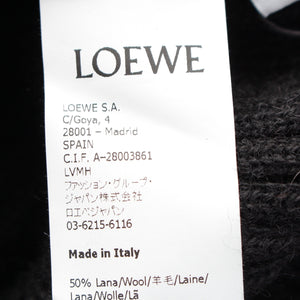 LOEWE
LOEWE S.A.
C/Goya, 4
28001 – Madrid
SPAIN
C.I.F. A-28003861
LVMH
ファッション・グループ・
ジャパン株式会社
ロエベジャパン
03-6215-6116
Made in Italy
50% Lana/Wool/羊毛/Laine/
Lana/Wolle/Lã